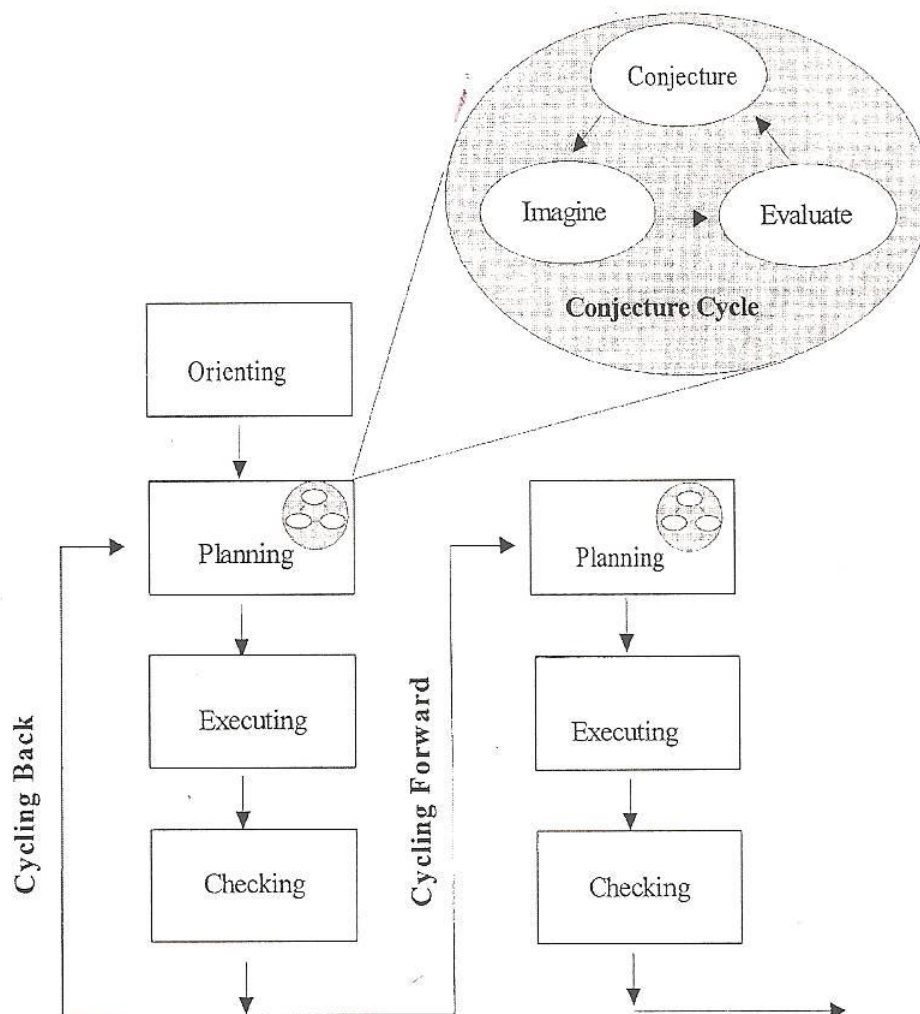 Conjecture
Imagine
Evaluate
Conjecture Cycle
Orienting
Planning
Planning
Executing
Executing
Checking
Checking
Cycling Back
Cycling Forward